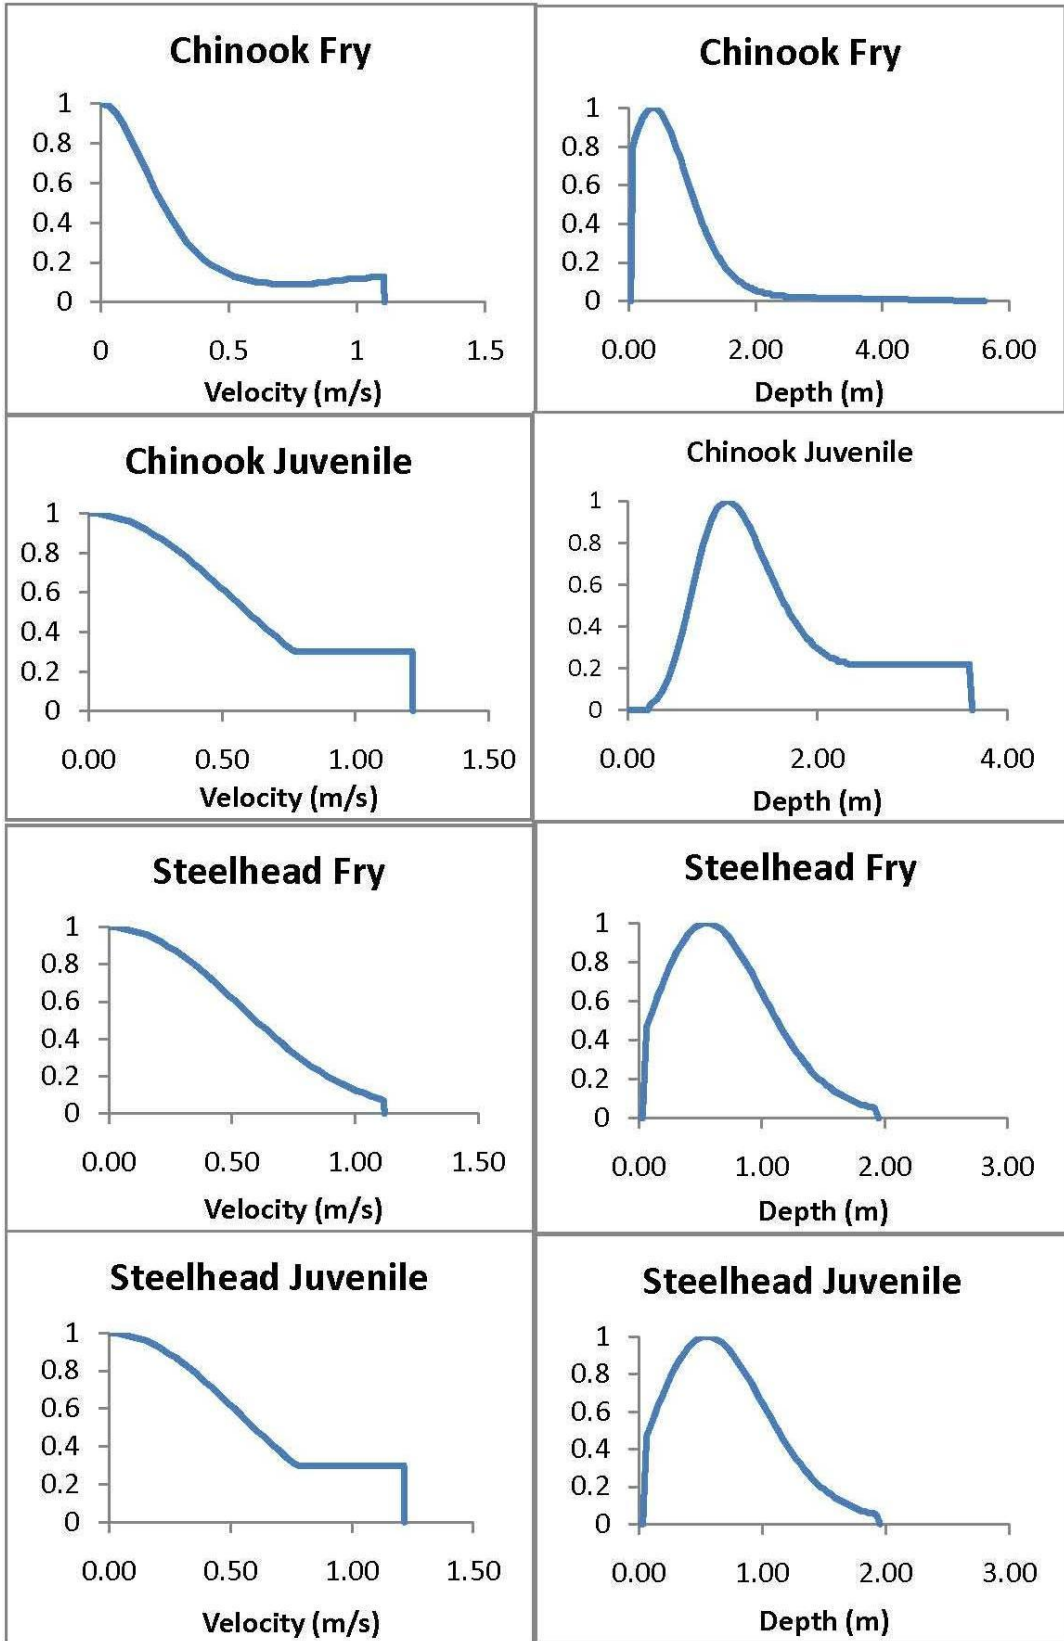 Chinook Fry
1
0.8
0.6
0.4
0.2
0
0 0.5 1 1.5
Velocity (m/s)
Chinook Fry
1
0.8
0.6
0.4
0.2
0
0.00 2.00 4.00 6.00
Depth (m)
Chinook Juvenile
1
0.8
0.6
0.4
0.2
0
0.00 0.50 1.00 1.50
Velocity (m/s)
Chinook Juvenile
1
0.8
0.6
0.4
0.2
0
0.00 2.00 4.00
Depth (m)
Steelhead Fry
1
0.8
0.6
0.4
0.2
0
0.00 0.50 1.00 1.50
Velocity (m/s)
Steelhead Fry
1
0.8
0.6
0.4
0.2
0
0.00 1.00 2.00 3.00
Depth (m)
Steelhead Juvenile
1
0.8
0.6
0.4
0.2
0
0.00 0.50 1.00 1.50
Velocity (m/s)
Steelhead Juvenile
1
0.8
0.6
0.4
0.2
0
0.00 1.00 2.00 3.00
Depth (m)